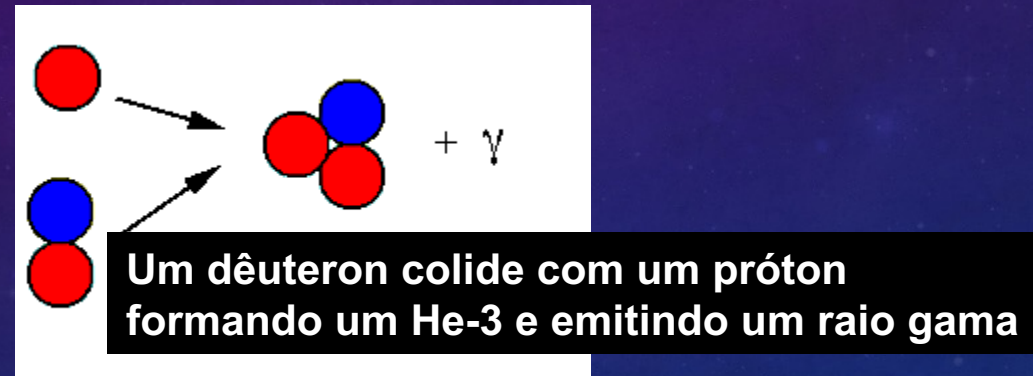 + γ
Um dêuteron colide com um próton
formando um He-3 e emitindo um raio gama